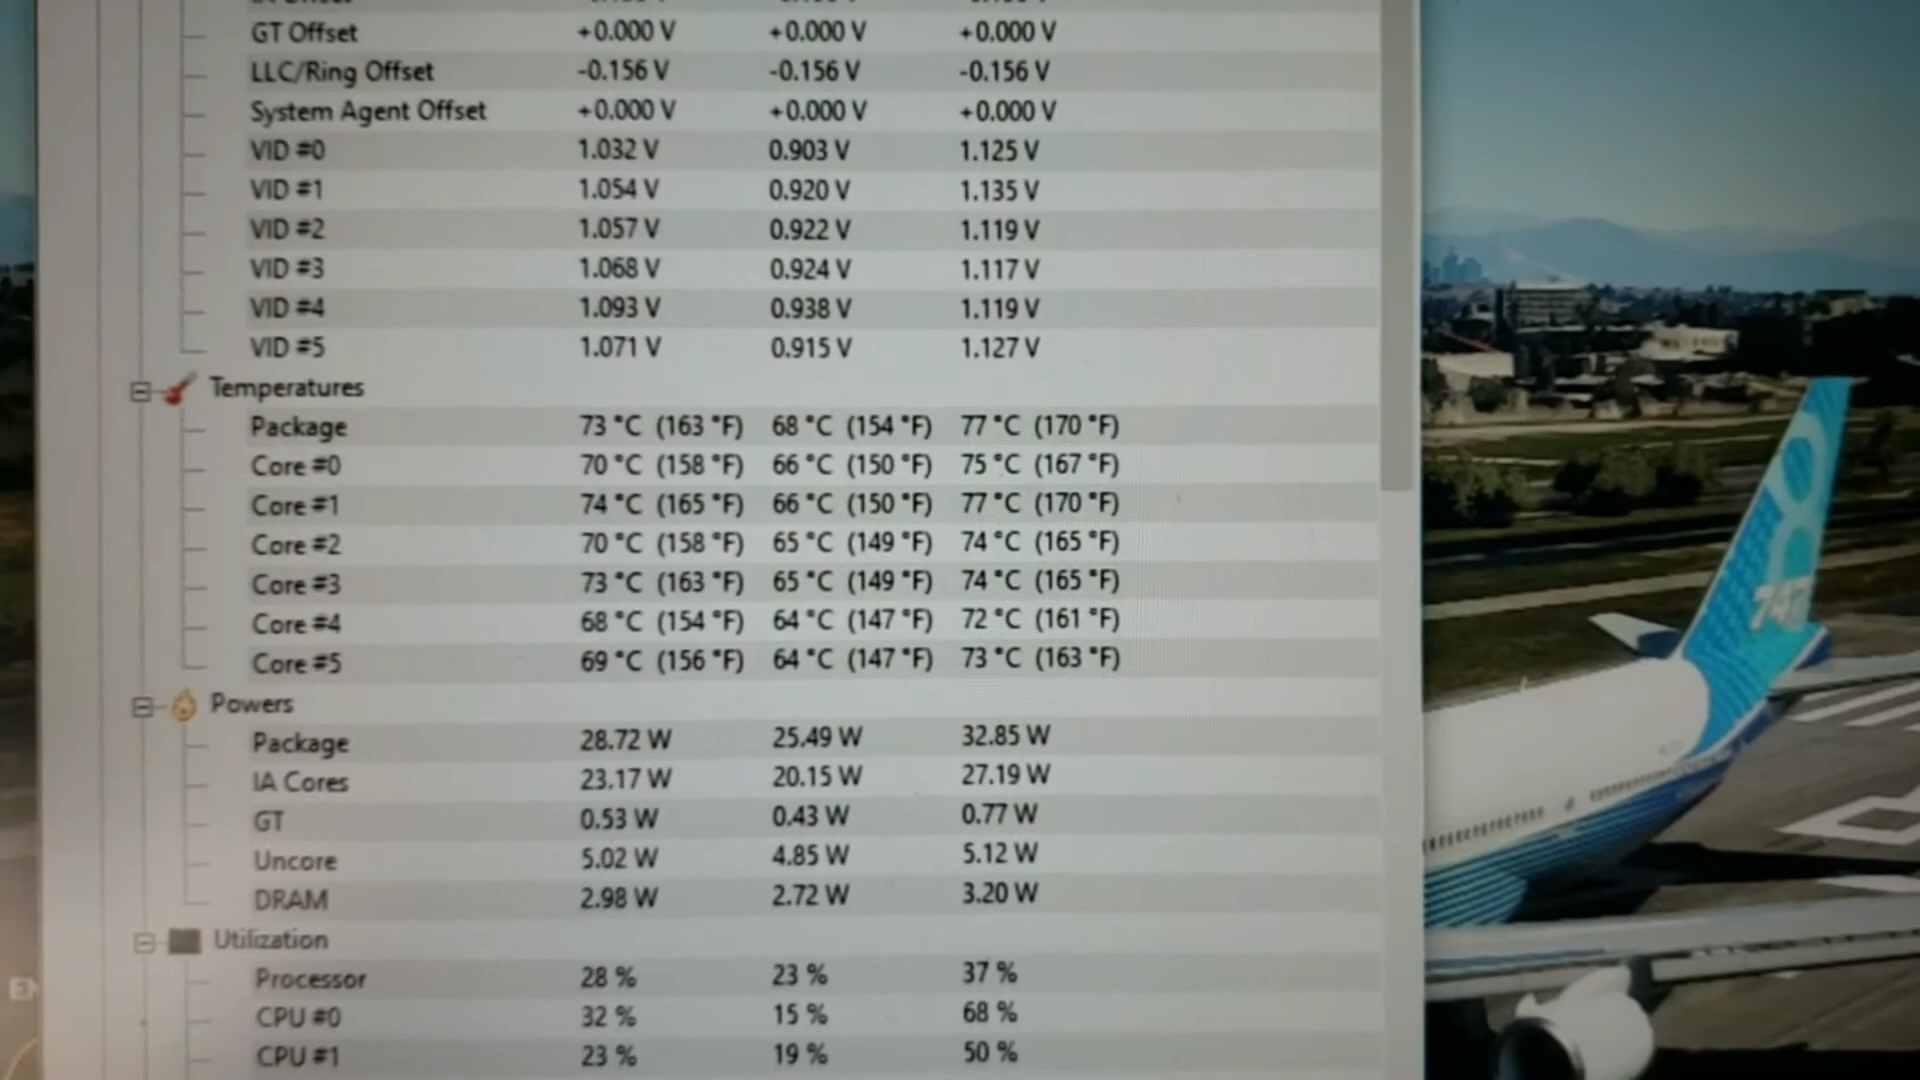 GT Offset +0.000 V +0.000 V +0.000 V
LLC/Ring Offset -0.156 V -0.156 V -0.156 V
System Agent Offset +0.000 V +0.000 V +0.000 V
VID #0 1.032 V 0.903 V 1.125 V
VID #1 1.054 V 0.920 V 1.135 V
VID #2 1.057 V 0.922 V 1.119 V
VID #3 1.068 V 0.924 V 1.117 V
VID #4 1.093 V 0.938 V 1.119 V
VID #5 1.071 V 0.915 V 1.127 V
Temperatures
Package 73 °C (163 °F) 68 °C (154 °F) 77 °C (170 °F)
Core #0 70 °C (158 °F) 66 °C (150 °F) 75 °C (167 °F)
Core #1 74 °C (165 °F) 66 °C (150 °F) 77 °C (170 °F)
Core #2 70 °C (158 °F) 65 °C (149 °F) 74 °C (165 °F)
Core #3 73 °C (163 °F) 65 °C (149 °F) 74 °C (165 °F)
Core #4 68 °C (154 °F) 64 °C (147 °F) 72 °C (161 °F)
Core #5 69 °C (156 °F) 64 °C (147 °F) 73 °C (163 °F)
Powers
Package 28.72 W 25.49 W 32.85 W
IA Cores 23.17 W 20.15 W 27.19 W
GT 0.53 W 0.43 W 0.77 W
Uncore 5.02 W 4.85 W 5.12 W
DRAM 2.98 W 2.72 W 3.20 W
Utilization
Processor 28 % 23 % 37 %
CPU #0 32 % 15 % 68 %
CPU #1 23 % 19 % 50 %